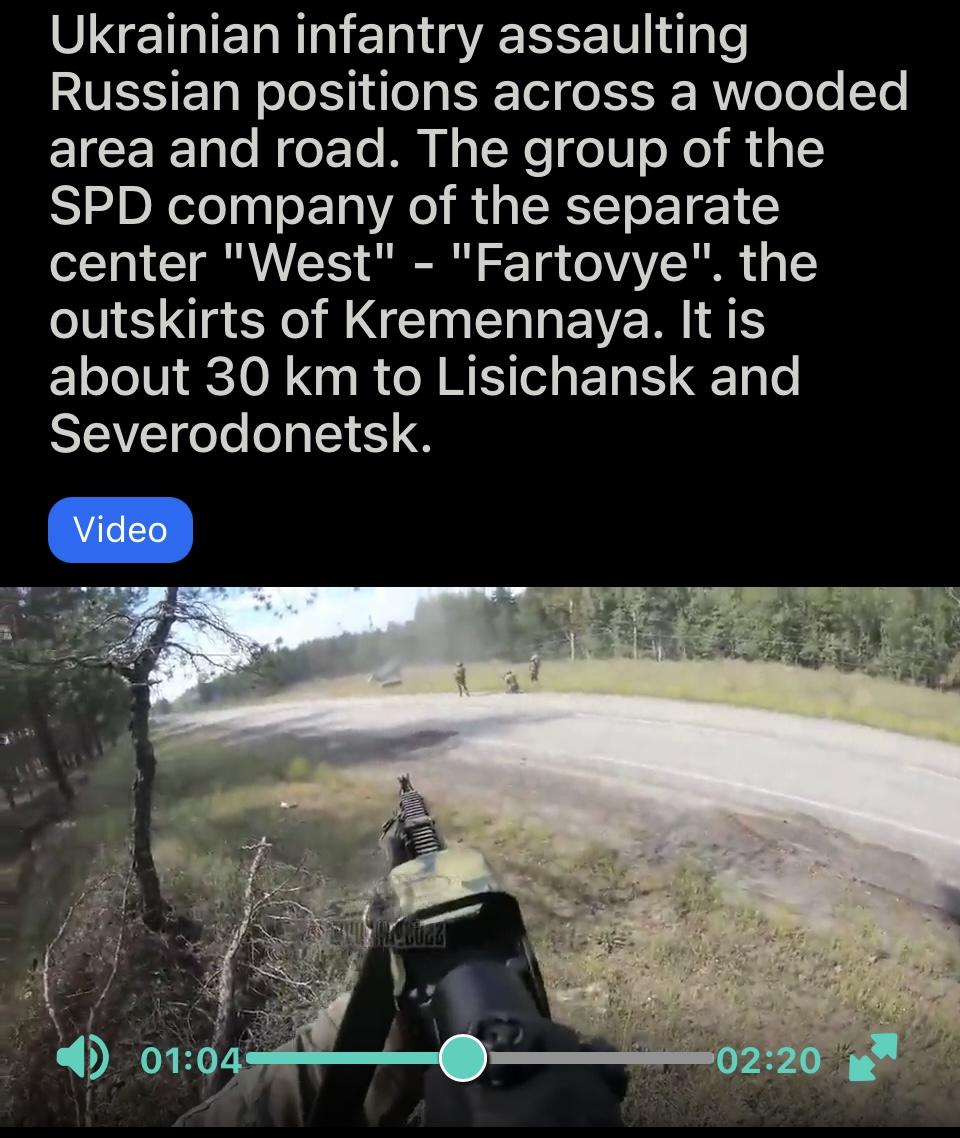 Ukrainian infantry assaulting
Russian positions across a wooded
area and road. The group of the
SPD company of the separate
center "West" - "Fartovye". the
outskirts of Kremennaya. It is
about 30 km to Lisichansk and
Severodonetsk.
Video
01:04 02:20